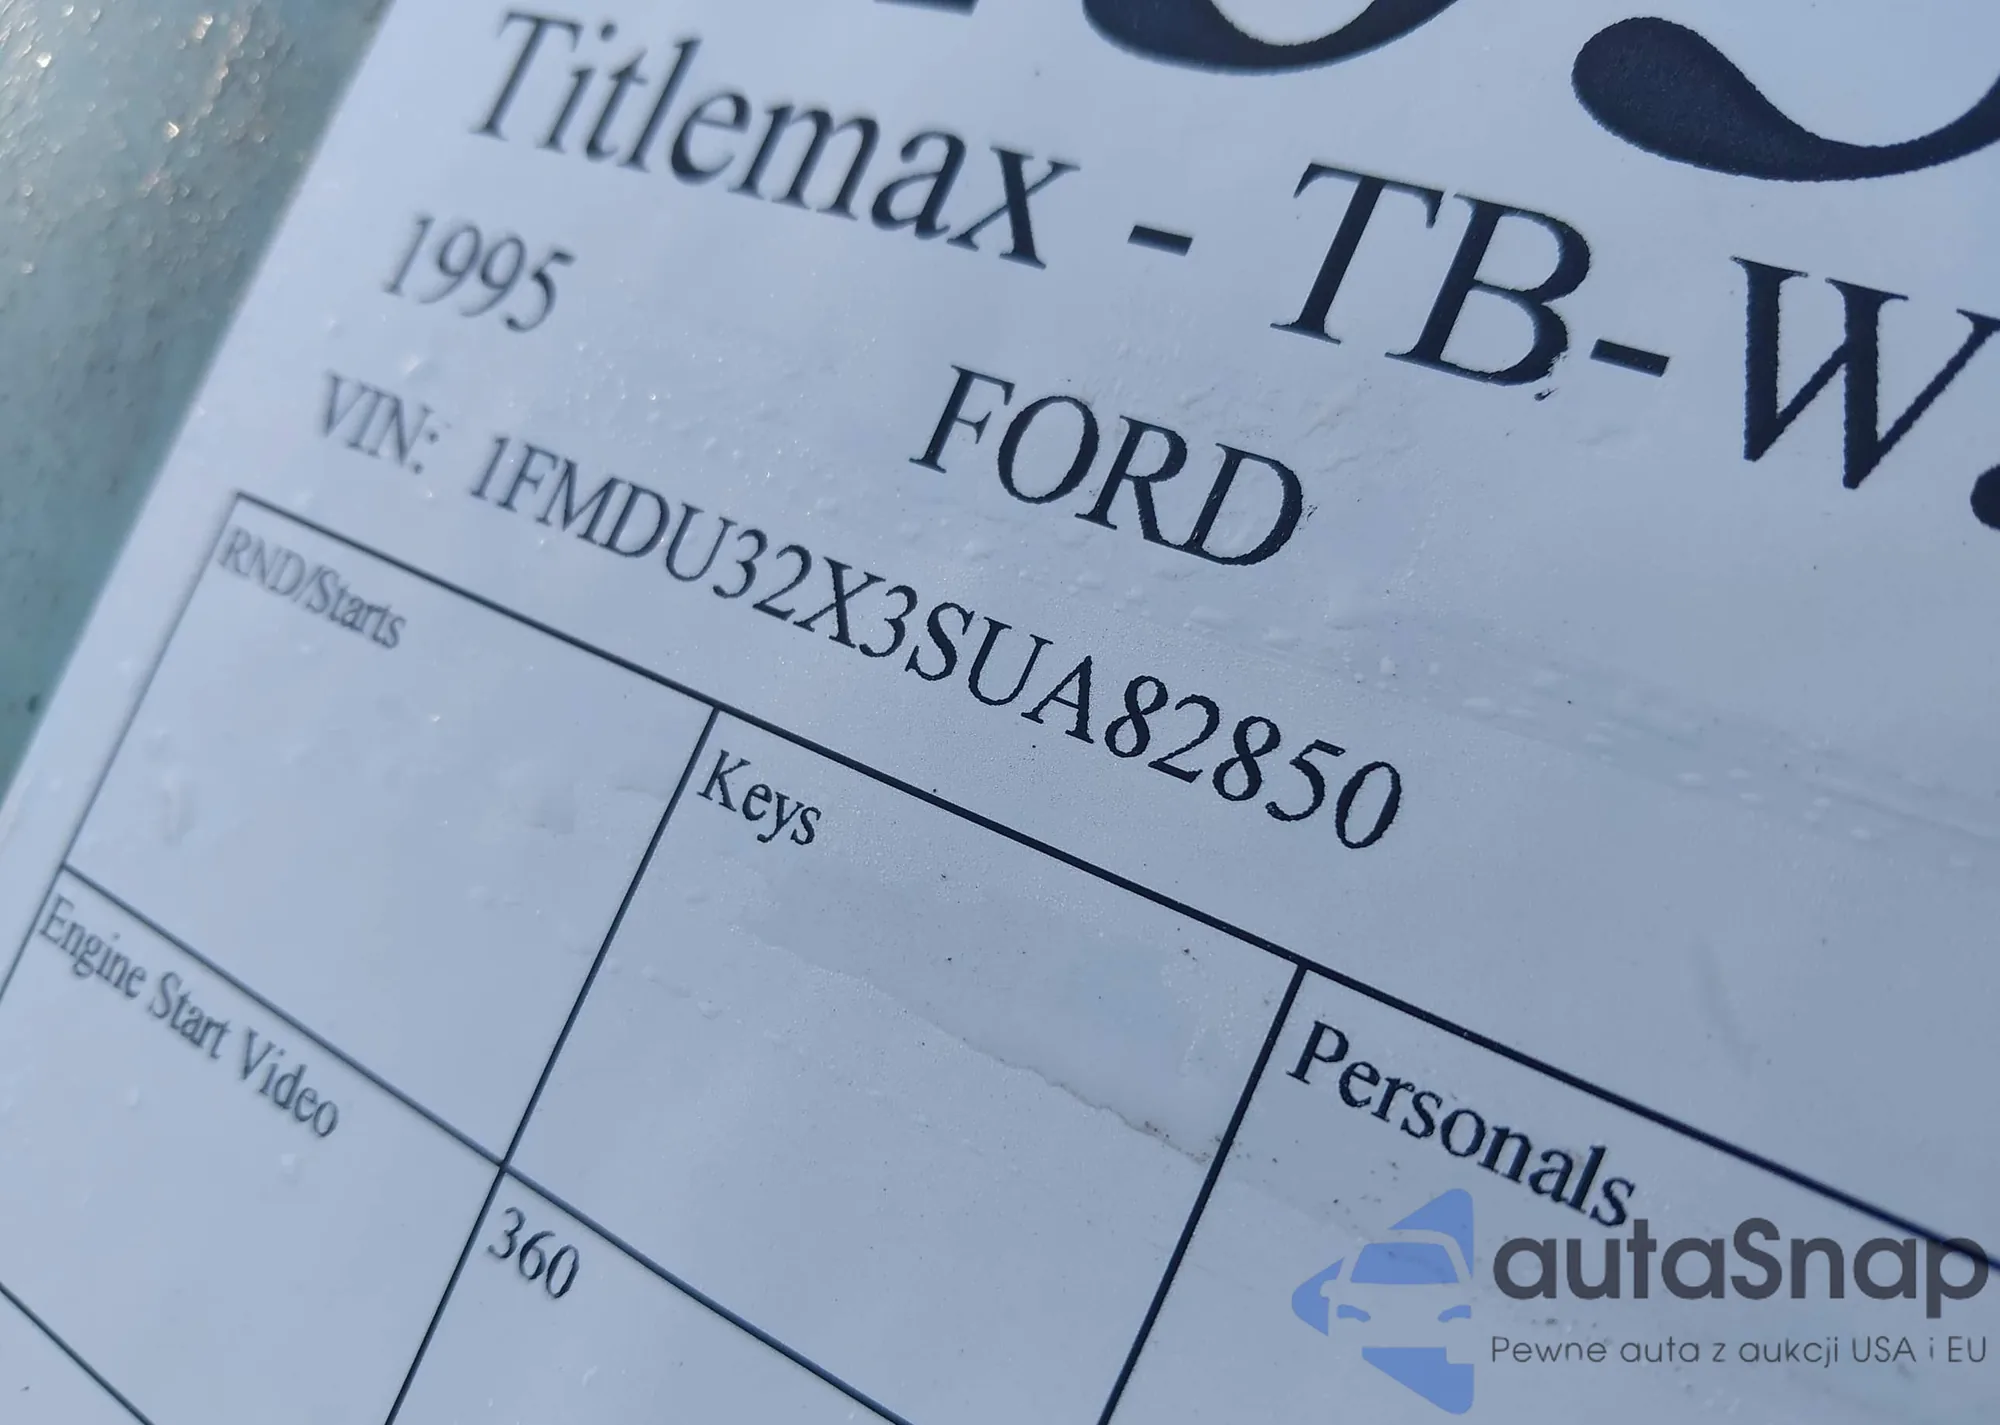 Titlemax - TB-W
1995
FORD
VIN: 1FMDU32X3SUA82850
RND/Starts
Keys
Personals
Engine Start Video
360
autaSnap
Pewne auta z aukcji USA i EU